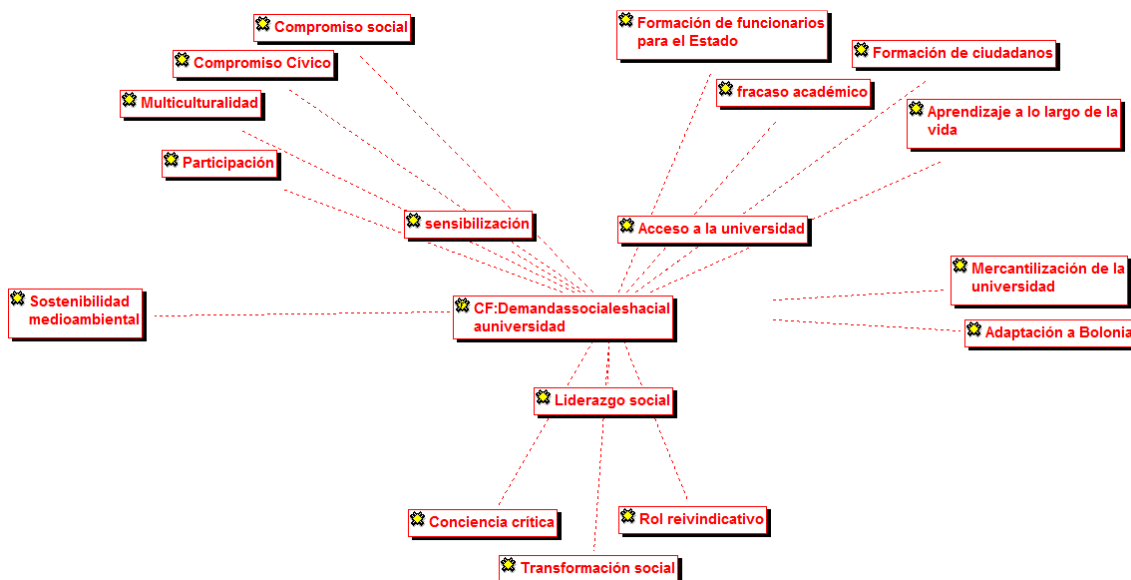 Compromiso social
Formación de funcionarios
para el Estado
Formación de ciudadanos
Compromiso Cívico
fracaso académico
Multiculturalidad
Aprendizaje a lo largo de la
vida
Participación
sensibilización
Acceso a la universidad
Mercantilización de la
universidad
Sostenibilidad
medioambiental
CF:Demandassocialeshacial
auniversidad
Adaptación a Bolonia
Liderazgo social
Conciencia crítica
Rol reivindicativo
Transformación social